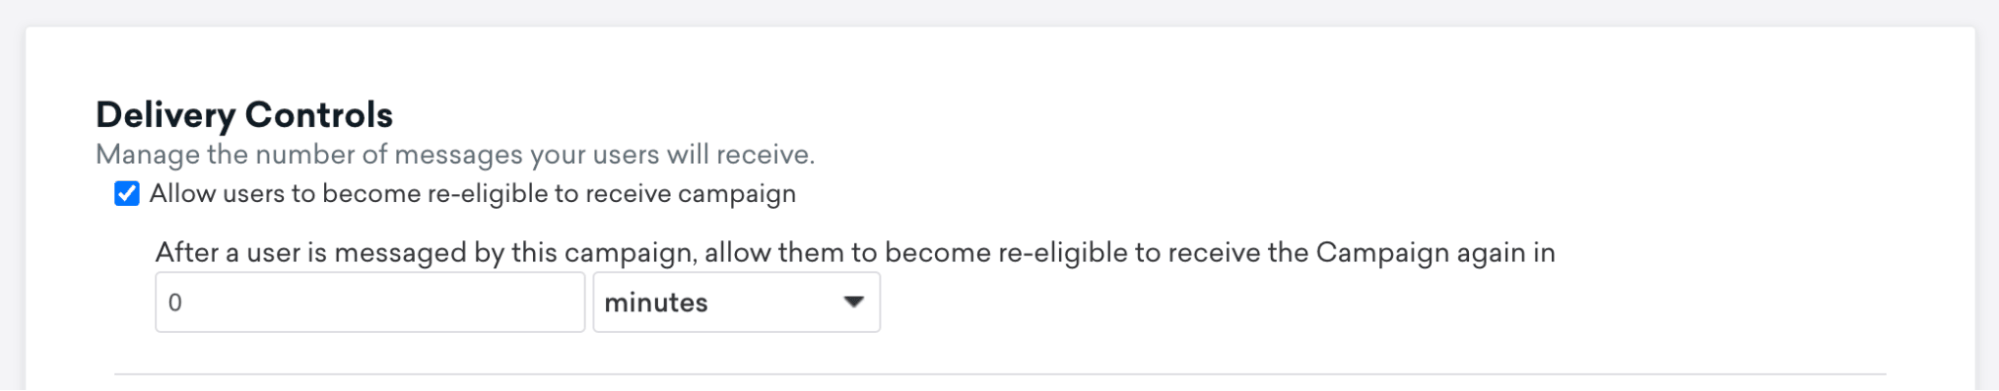 Delivery Controls
Manage the number of messages your users will receive.
Allow users to become re-eligible to receive campaign
After a user is messaged by this campaign, allow them to become re-eligible to receive the Campaign again in
0 minutes